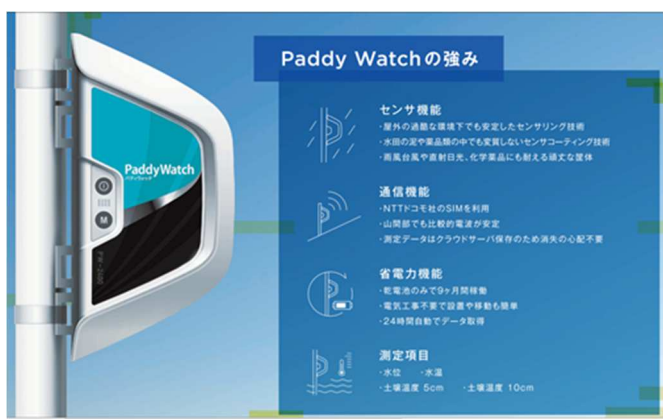 Paddy Watchの強み
センサ機能
・屋外の過酷な環境下でも安定したセンサリング技術
・水田の泥や薬品類の中でも変質しないセンサコーティング技術
・雨風台風や直射日光、化学薬品にも耐える頑丈な筐体
PaddyWatch
パディウォッチ
M
PW-2400
通信機能
・NTTドコモ社のSIMを利用
・山間部でも比較的電波が安定
・測定データはクラウドサーバ保存のため消失の心配不要
省電力機能
・乾電池のみで9ヶ月間稼働
・電気工事不要で設置や移動も簡単
・24時間自動でデータ取得
測定項目
・水位 ・水温
・土壌温度 5cm ・土壌温度 10cm